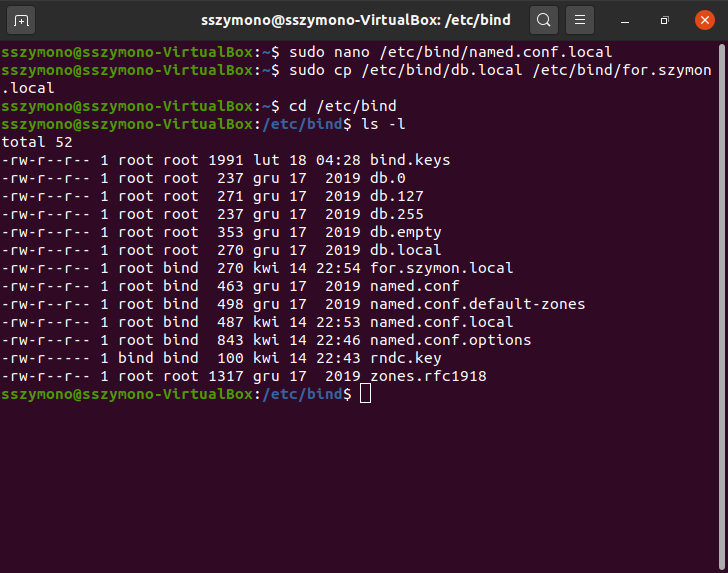 sszymono@sszymono-VirtualBox: /etc/bind
sszymono@sszymono-VirtualBox:~$ sudo nano /etc/bind/named.conf.local
sszymono@sszymono-VirtualBox:~$ sudo cp /etc/bind/db.local /etc/bind/for.szymon
.local
sszymono@sszymono-VirtualBox:~$ cd /etc/bind
sszymono@sszymono-VirtualBox:/etc/bind$ ls -l
total 52
-rw-r--r-- 1 root root 1991 lut 18 04:28 bind.keys
-rw-r--r-- 1 root root  237 gru 17  2019 db.0
-rw-r--r-- 1 root root  271 gru 17  2019 db.127
-rw-r--r-- 1 root root  237 gru 17  2019 db.255
-rw-r--r-- 1 root root  353 gru 17  2019 db.empty
-rw-r--r-- 1 root root  270 gru 17  2019 db.local
-rw-r--r-- 1 root bind  270 kwi 14 22:54 for.szymon.local
-rw-r--r-- 1 root bind  463 gru 17  2019 named.conf
-rw-r--r-- 1 root bind  498 gru 17  2019 named.conf.default-zones
-rw-r--r-- 1 root bind  487 kwi 14 22:53 named.conf.local
-rw-r--r-- 1 root bind  843 kwi 14 22:46 named.conf.options
-rw-r----- 1 bind bind  100 kwi 14 22:43 rndc.key
-rw-r--r-- 1 root root 1317 gru 17  2019 zones.rfc1918
sszymono@sszymono-VirtualBox:/etc/bind$